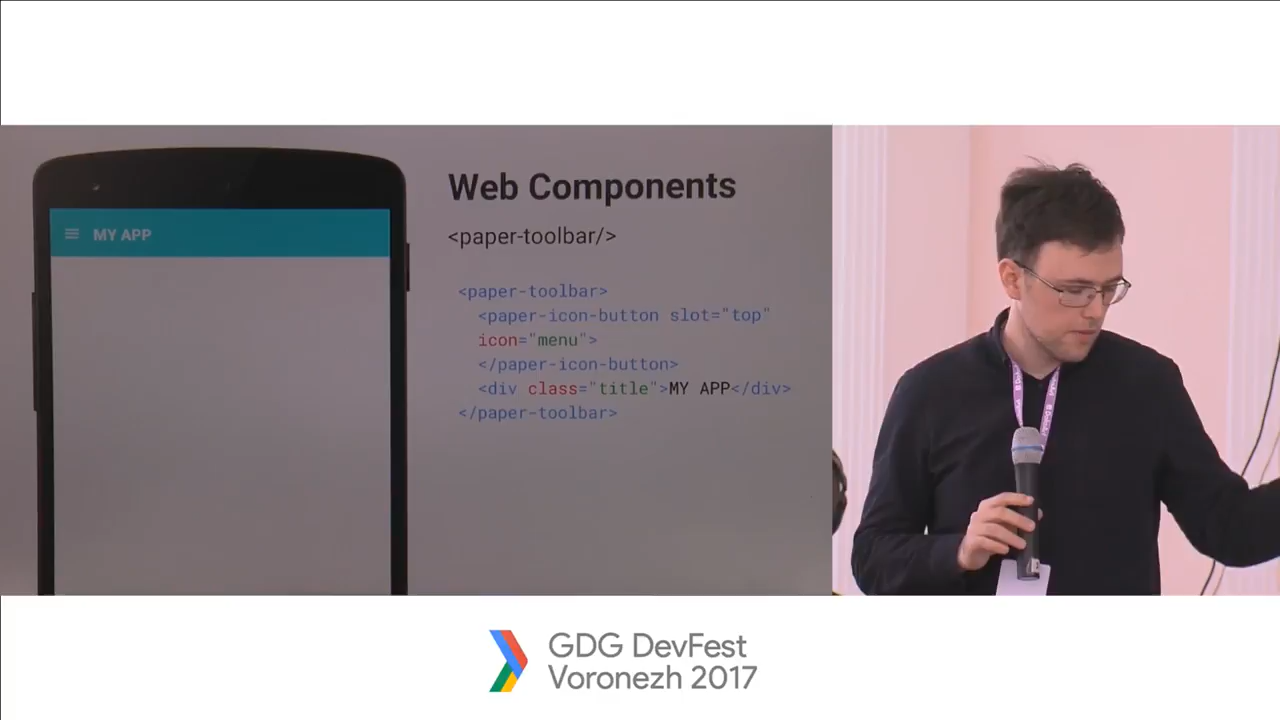 MY APP
Web Components
<paper-toolbar/>
<paper-toolbar>
<paper-icon-button slot="top"
icon="menu">
</paper-icon-button>
<div class="title">MY APP</div>
</paper-toolbar>
GDG DevFest
Voronezh 2017